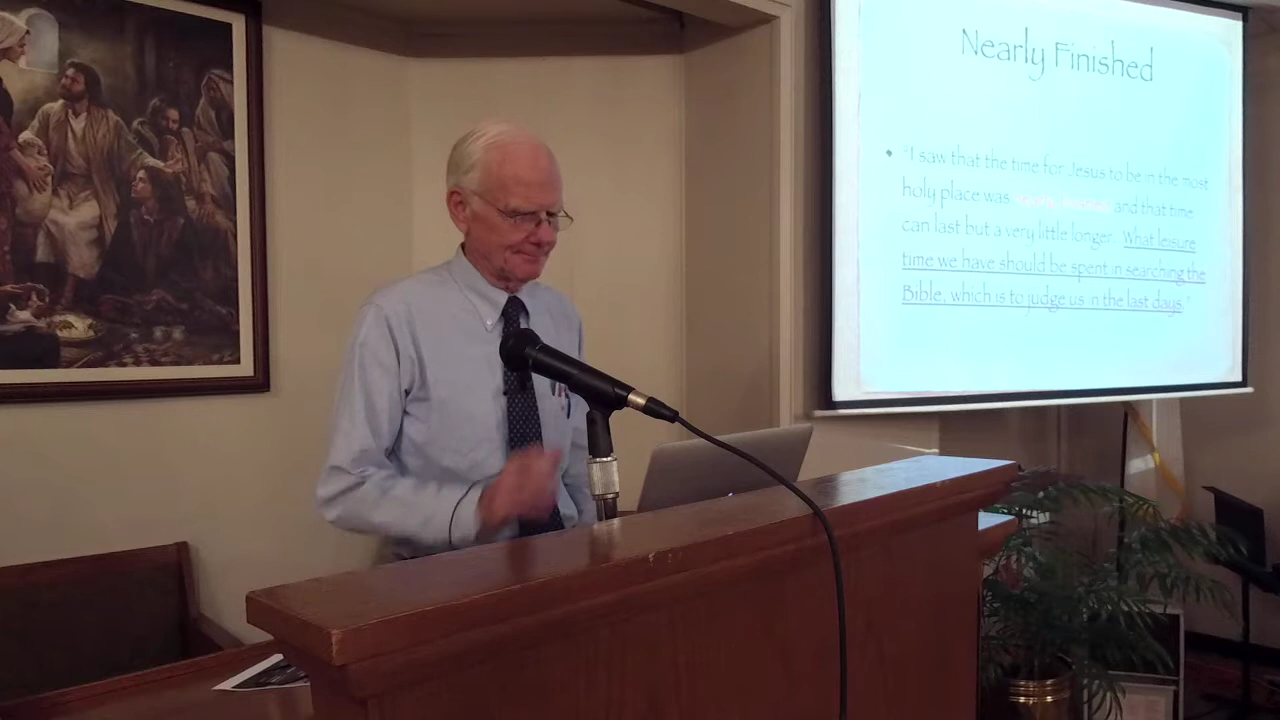 Nearly Finished
• "I saw that the time for Jesus to be in the most
holy place was nearly finished and that time
can last but a very little longer. What leisure
time we have should be spent in searching the
Bible, which is to judge us in the last days."